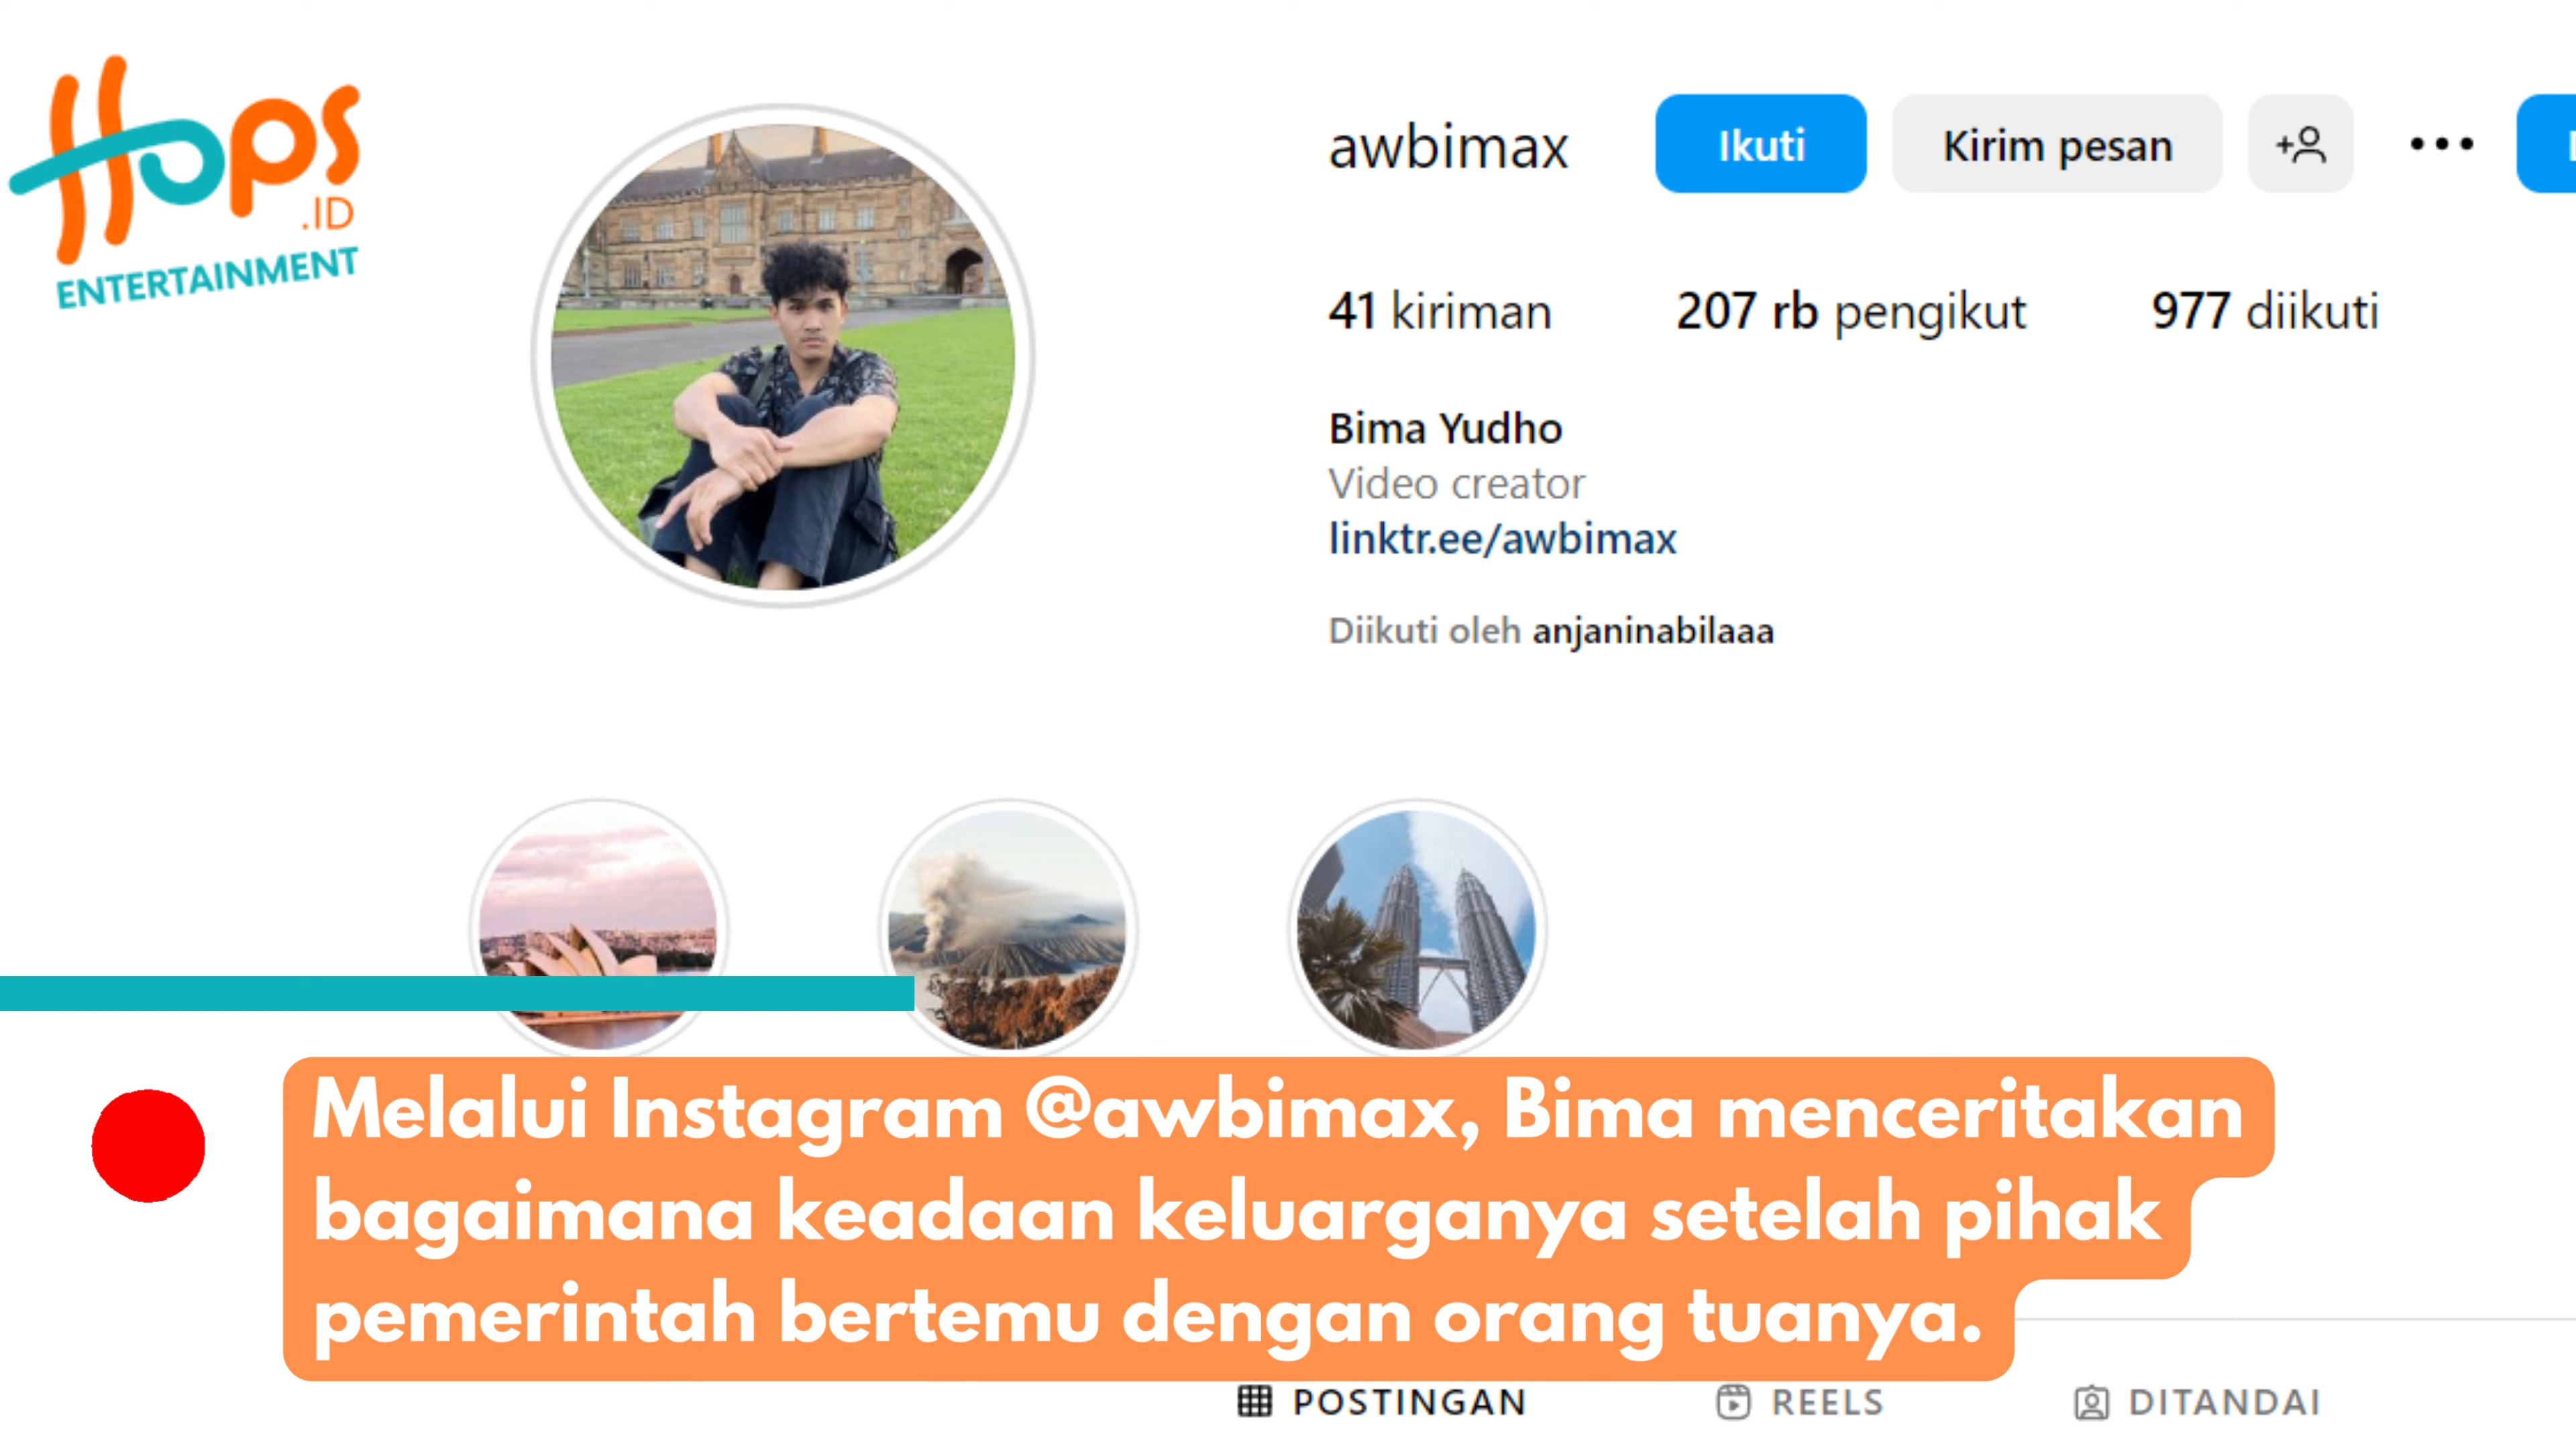 Hops
.ID
ENTERTAINMENT
awbimax
Ikuti
Kirim pesan
41 kiriman
207 rb pengikut
977 diikuti
Bima Yudho
Video creator
linktr.ee/awbimax
Diikuti oleh anjaninabilaaa
Melalui Instagram @awbimax, Bima menceritakan
bagaimana keadaan keluarganya setelah pihak
pemerintah bertemu dengan orang tuanya.
POSTINGAN
REELS
DITANDAI